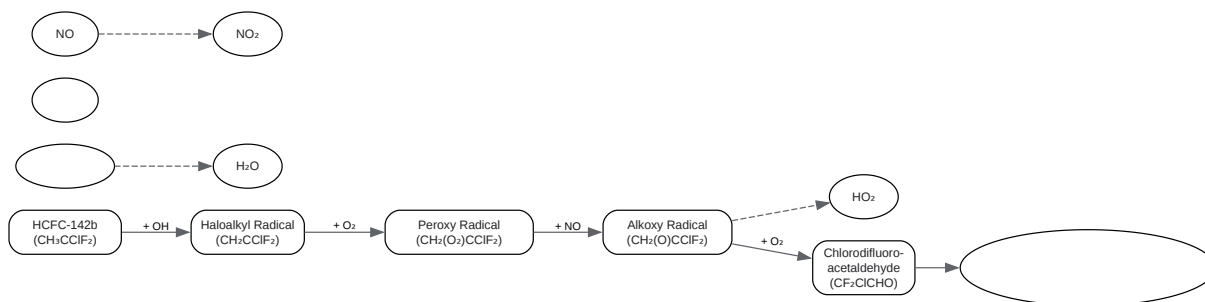 NO
NO₂
H₂O
HO₂
HCFC-142b
(CH₃CClF₂)
+ OH
Haloalkyl Radical
(CH₂CClF₂)
+ O₂
Peroxy Radical
(CH₂(O₂)CClF₂)
+ NO
Alkoxy Radical
(CH₂(O)CClF₂)
+ O₂
Chlorodifluoro-
acetaldehyde
(CF₂ClCHO)